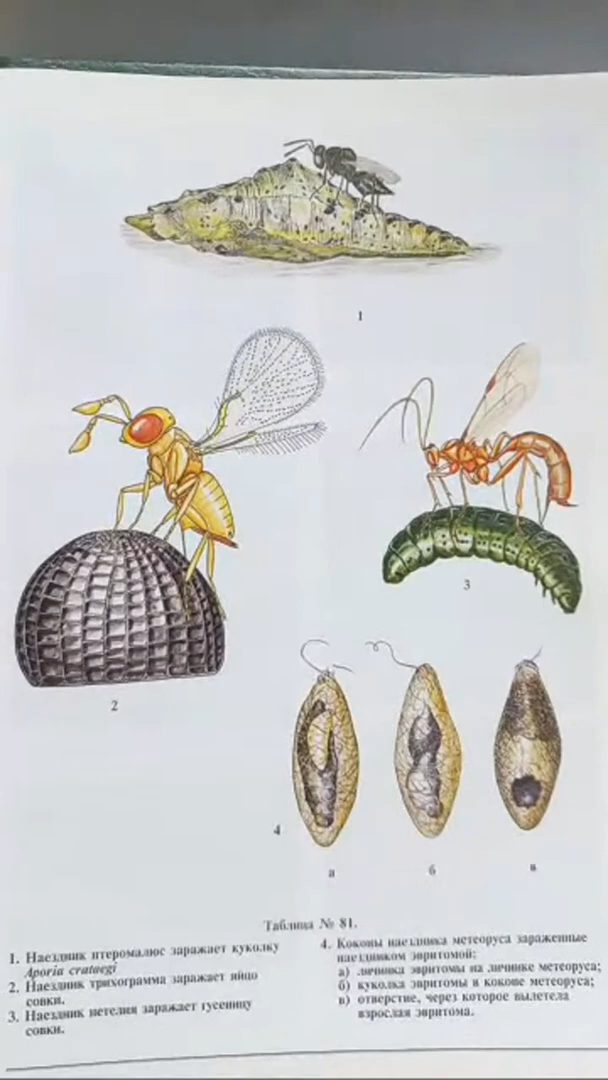 1
2
3
4
а
б
в
Таблица № 81.
1. Наездник птеромалюс заражает куколку
Aporia crataegi
2. Наездник трихограмма заражает яйцо
совки.
3. Наездник нетелия заражает гусеницу
совки.
4. Коконы наездника метеоруса зараженные
наездником эвритомой:
а) личинка эвритомы на личинке метеоруса;
б) куколка эвритомы в коконе метеоруса;
в) отверстие, через которое вылетела
взрослая эвритома.